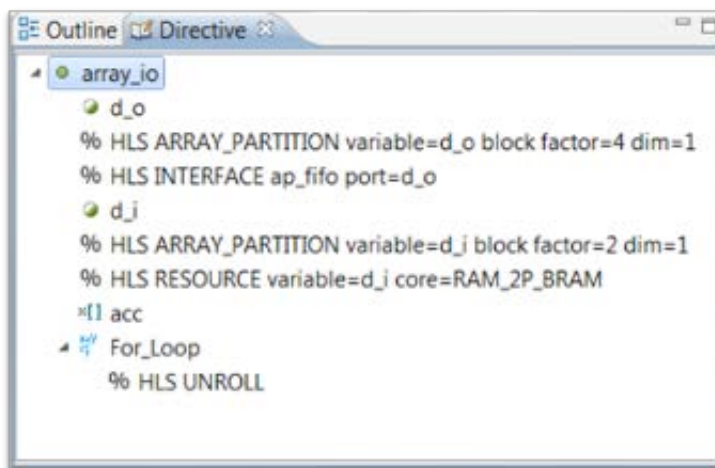 Outline Directive
array_io
d_o
% HLS ARRAY_PARTITION variable=d_o block factor=4 dim=1
% HLS INTERFACE ap_fifo port=d_o
d_i
% HLS ARRAY_PARTITION variable=d_i block factor=2 dim=1
% HLS RESOURCE variable=d_i core=RAM_2P_BRAM
×[] acc
For_Loop
% HLS UNROLL